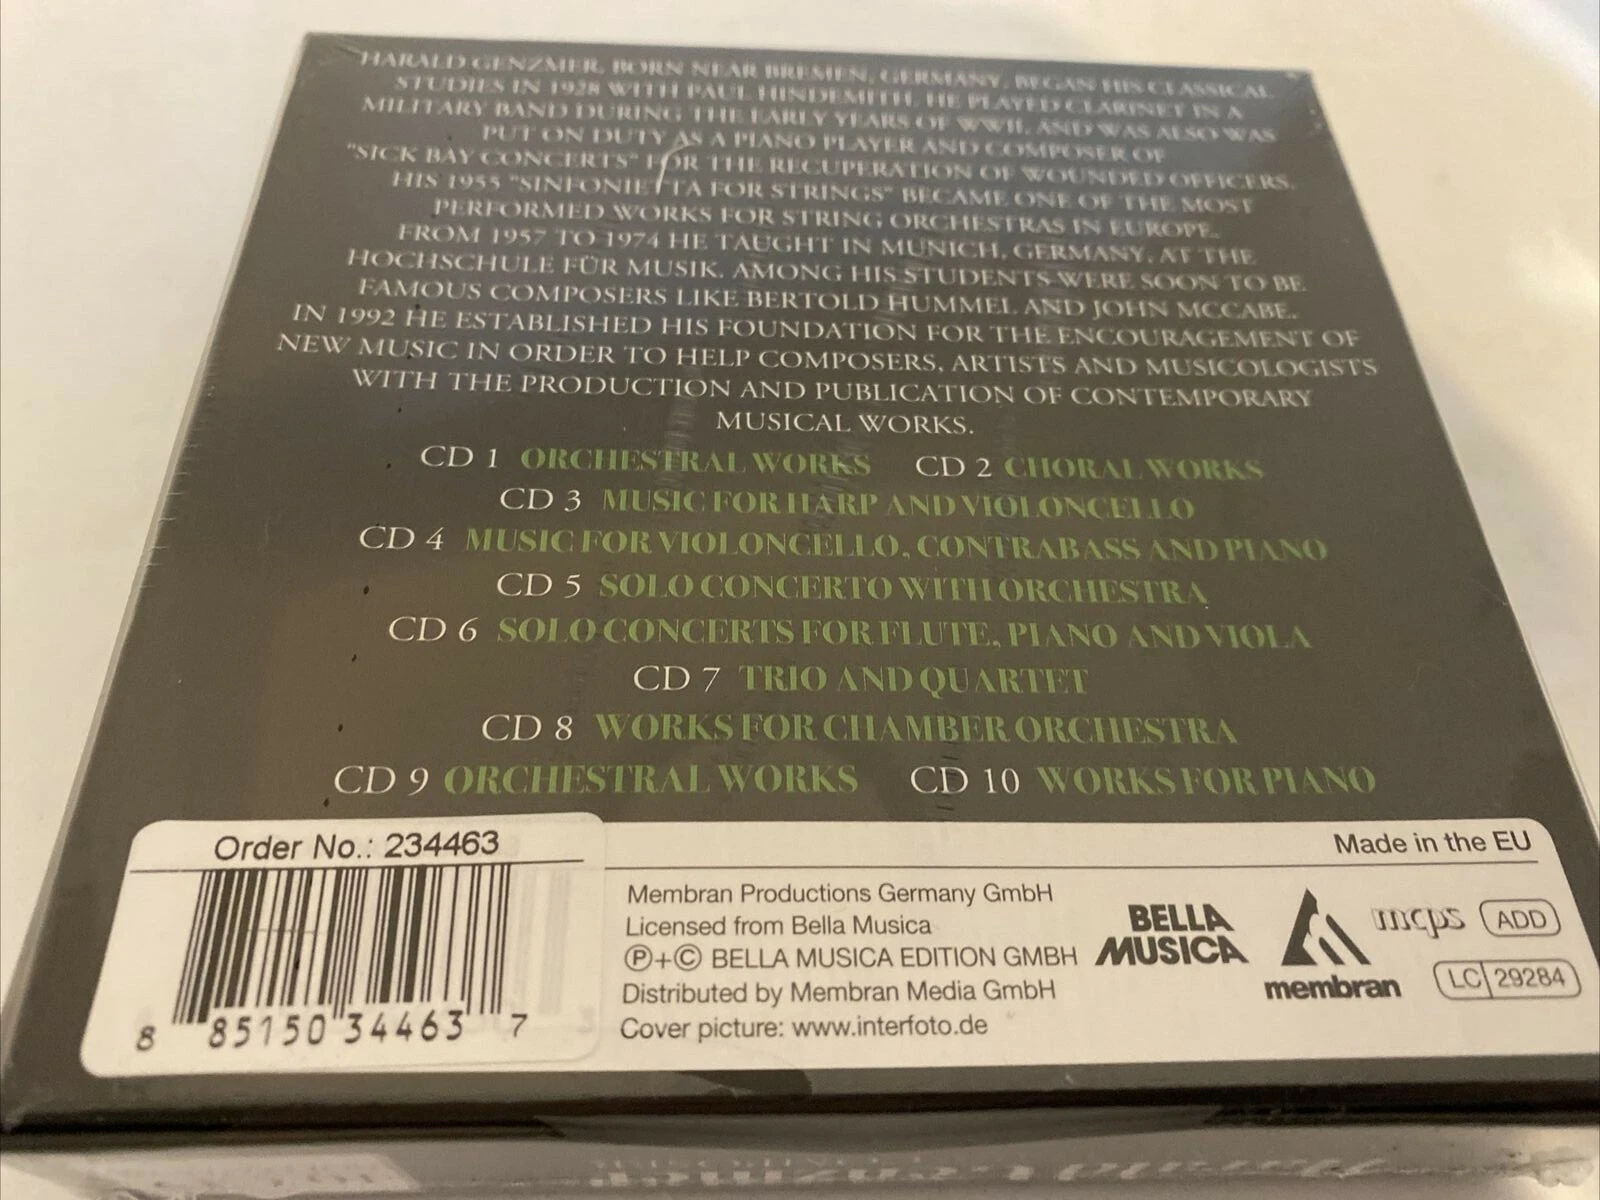 HARALD GENZMER, BORN NEAR BREMEN, GERMANY, BEGAN HIS CLASSICAL
STUDIES IN 1928 WITH PAUL HINDEMITH. HE PLAYED CLARINET IN A
MILITARY BAND DURING THE EARLY YEARS OF WWII, AND WAS ALSO WAS
PUT ON DUTY AS A PIANO PLAYER AND COMPOSER OF
"SICK BAY CONCERTS" FOR THE RECUPERATION OF WOUNDED OFFICERS.
HIS 1955 "SINFONIETTA FOR STRINGS" BECAME ONE OF THE MOST
PERFORMED WORKS FOR STRING ORCHESTRAS IN EUROPE.
FROM 1957 TO 1974 HE TAUGHT IN MUNICH, GERMANY, AT THE
HOCHSCHULE FÜR MUSIK. AMONG HIS STUDENTS WERE SOON TO BE
FAMOUS COMPOSERS LIKE BERTOLD HUMMEL AND JOHN MCCABE.
IN 1992 HE ESTABLISHED HIS FOUNDATION FOR THE ENCOURAGEMENT OF
NEW MUSIC IN ORDER TO HELP COMPOSERS, ARTISTS AND MUSICOLOGISTS
WITH THE PRODUCTION AND PUBLICATION OF CONTEMPORARY
MUSICAL WORKS.
CD 1 ORCHESTRAL WORKS CD 2 CHORAL WORKS
CD 3 MUSIC FOR HARP AND VIOLONCELLO
CD 4 MUSIC FOR VIOLONCELLO, CONTRABASS AND PIANO
CD 5 SOLO CONCERTO WITH ORCHESTRA
CD 6 SOLO CONCERTS FOR FLUTE, PIANO AND VIOLA
CD 7 TRIO AND QUARTET
CD 8 WORKS FOR CHAMBER ORCHESTRA
CD 9 ORCHESTRAL WORKS CD 10 WORKS FOR PIANO
Order No.: 234463
8 85150 34463 7
Made in the EU
Membran Productions Germany GmbH
Licensed from Bella Musica
Ⓟ+© BELLA MUSICA EDITION GMBH
Distributed by Membran Media GmbH
Cover picture: www.interfoto.de
BELLA
MUSICA
membran
mcps
ADD
LC 29284